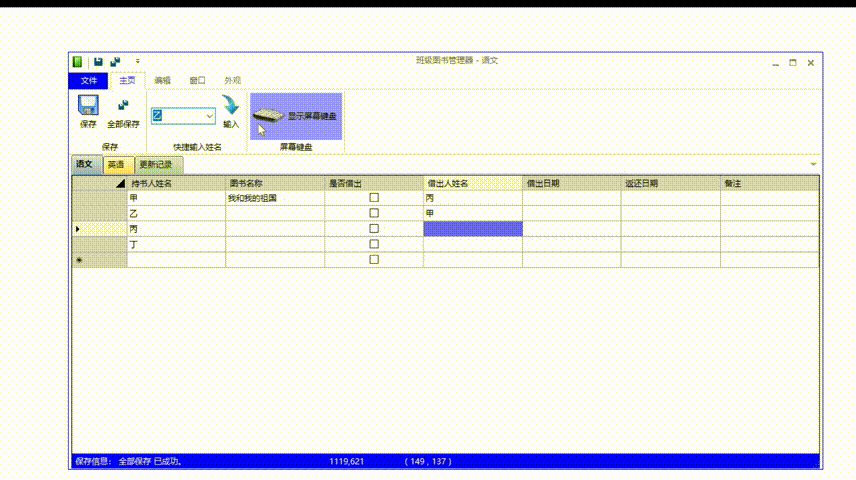 班级图书管理器 - 语文
文件 主页 编辑 窗口 外观
乙
显示屏幕键盘
保存 全部保存 输入
保存 快捷输入姓名 屏幕键盘
语文 英语 更新记录
持书人姓名 图书名称 是否借出 借出人姓名 借出日期 返还日期 备注
甲 我和我的祖国 丙
乙 甲
丙
丁
保存信息: 全部保存 已成功。 1119,621 ( 149 , 137 )